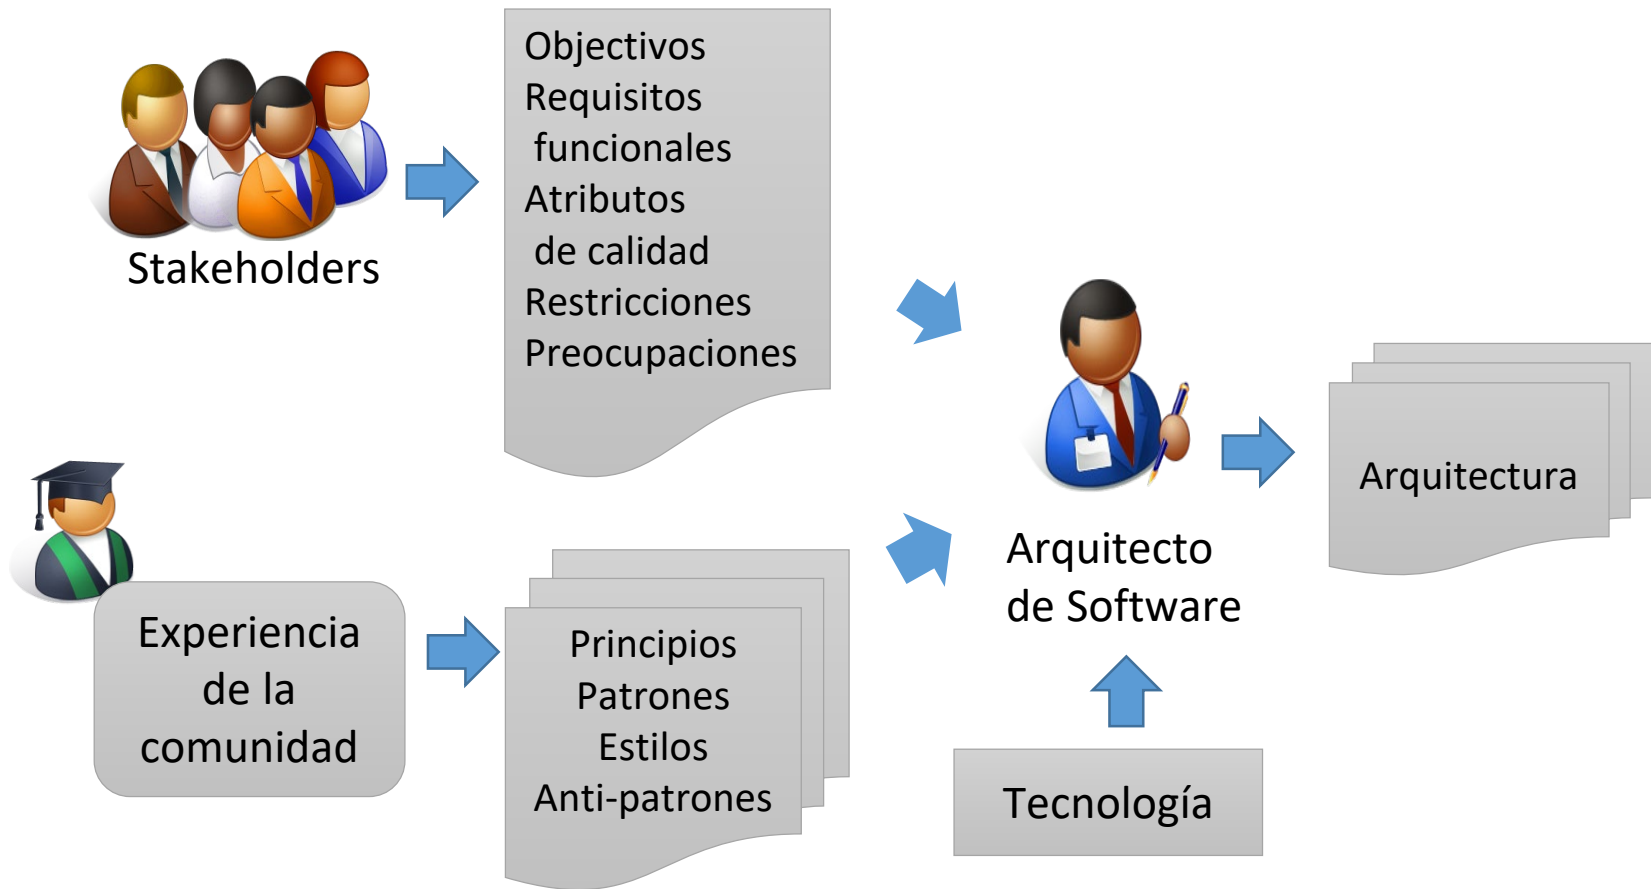 Stakeholders
Objectivos
Requisitos
funcionales
Atributos
de calidad
Restricciones
Preocupaciones
Experiencia
de la
comunidad
Principios
Patrones
Estilos
Anti-patrones
Arquitecto
de Software
Tecnología
Arquitectura